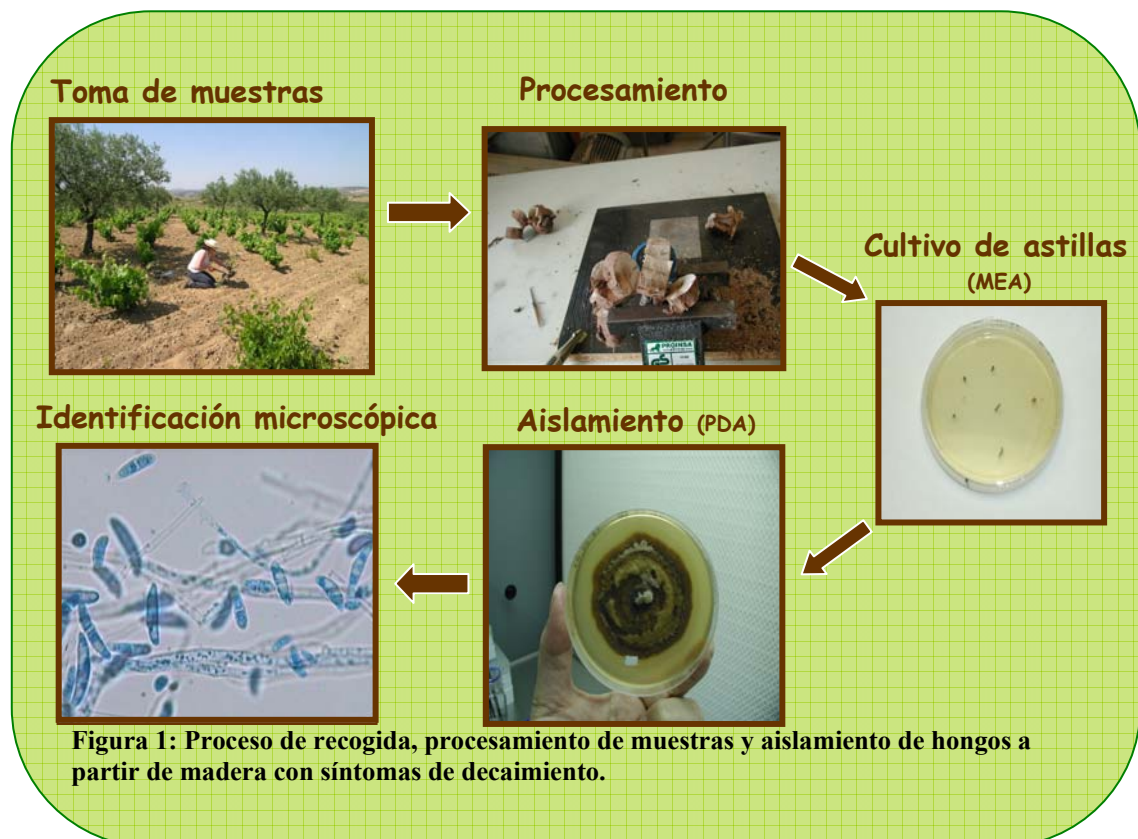 Toma de muestras
Procesamiento
PROINSA
Cultivo de astillas
(MEA)
Aislamiento (PDA)
Identificación microscópica
Figura 1: Proceso de recogida, procesamiento de muestras y aislamiento de hongos a
partir de madera con síntomas de decaimiento.